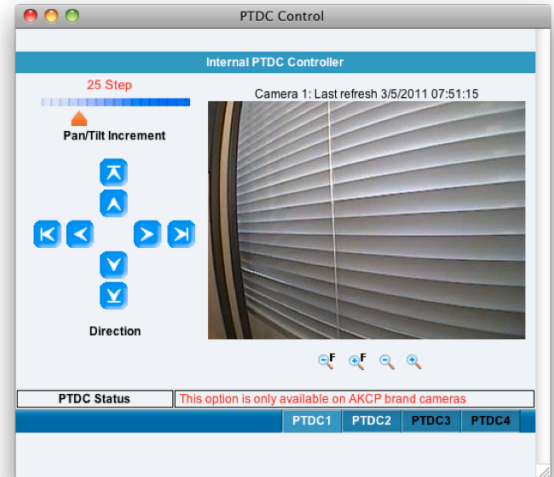 PTDC Control
Internal PTDC Controller
25 Step
Camera 1: Last refresh 3/5/2011 07:51:15
Pan/Tilt Increment
Direction
F F
PTDC Status This option is only available on AKCP brand cameras
PTDC1 PTDC2 PTDC3 PTDC4